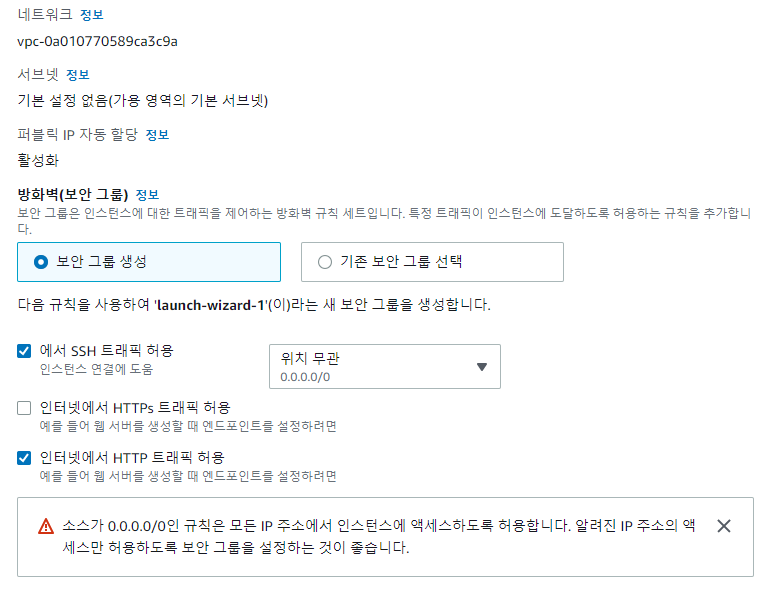 네트워크 정보
vpc-0a010770589ca3c9a
서브넷 정보
기본 설정 없음(가용 영역의 기본 서브넷)
퍼블릭 IP 자동 할당 정보
활성화
방화벽(보안 그룹) 정보
보안 그룹은 인스턴스에 대한 트래픽을 제어하는 방화벽 규칙 세트입니다. 특정 트래픽이 인스턴스에 도달하도록 허용하는 규칙을 추가합니
다.
보안 그룹 생성 기존 보안 그룹 선택
다음 규칙을 사용하여 'launch-wizard-1'(이)라는 새 보안 그룹을 생성합니다.
에서 SSH 트래픽 허용
인스턴스 연결에 도움
위치 무관
0.0.0.0/0
인터넷에서 HTTPs 트래픽 허용
예를 들어 웹 서버를 생성할 때 엔드포인트를 설정하려면
인터넷에서 HTTP 트래픽 허용
예를 들어 웹 서버를 생성할 때 엔드포인트를 설정하려면
소스가 0.0.0.0/0인 규칙은 모든 IP 주소에서 인스턴스에 액세스하도록 허용합니다. 알려진 IP 주소의 액
세스만 허용하도록 보안 그룹을 설정하는 것이 좋습니다.